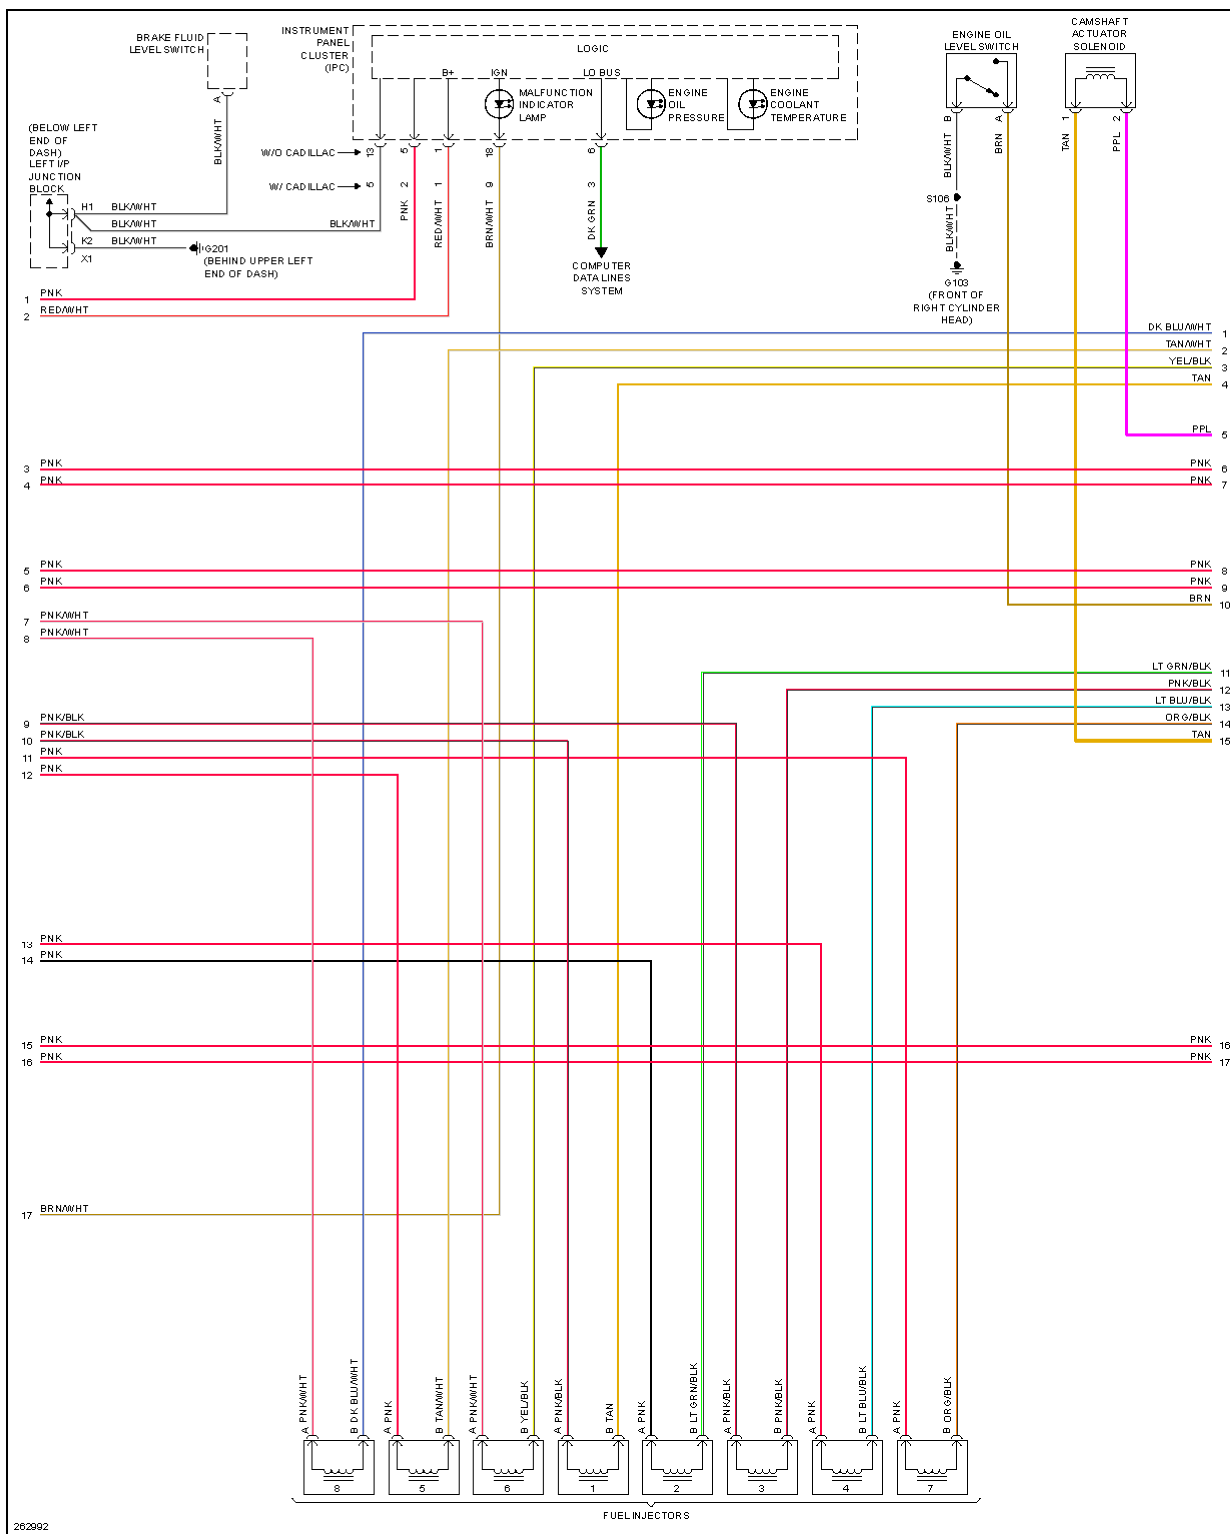 BRAKE FLUID
LEVEL SWITCH
A
BLK/WHT
INSTRUMENT
PANEL
CLUSTER
(IPC)
LOGIC
B+
IGN
LO BUS
MALFUNCTION
INDICATOR
LAMP
ENGINE
OIL
PRESSURE
ENGINE
COOLANT
TEMPERATURE
ENGINE OIL
LEVEL SWITCH
CAMSHAFT
ACTUATOR
SOLENOID
B
A
1
2
BLK/WHT
BRN
TAN
PPL
S106
BLK/WHT
G103
(FRONT OF
RIGHT CYLINDER
HEAD)
W/O CADILLAC
13
5
1
18
6
W/ CADILLAC
5
2
1
9
3
BLK/WHT
PNK
RED/WHT
BRN/WHT
DK GRN
COMPUTER
DATA LINES
SYSTEM
(BELOW LEFT
END OF
DASH)
LEFT I/P
JUNCTION
BLOCK
H1
BLK/WHT
BLK/WHT
K2
BLK/WHT
X1
G201
(BEHIND UPPER LEFT
END OF DASH)
1 PNK
2 RED/WHT
DK BLU/WHT 1
TAN/WHT 2
YEL/BLK 3
TAN 4
PPL 5
3 PNK
PNK 6
4 PNK
PNK 7
5 PNK
PNK 8
6 PNK
PNK 9
BRN 10
7 PNK/WHT
8 PNK/WHT
LT GRN/BLK 11
PNK/BLK 12
LT BLU/BLK 13
ORG/BLK 14
TAN 15
9 PNK/BLK
10 PNK/BLK
11 PNK
12 PNK
13 PNK
14 PNK
15 PNK
PNK 16
16 PNK
PNK 17
17 BRN/WHT
A PNK/WHT
B DK BLU/WHT
A PNK
B TAN/WHT
A PNK/WHT
B YEL/BLK
A PNK/BLK
B TAN
A PNK
B LT GRN/BLK
A PNK/BLK
B PNK/BLK
A PNK
B LT BLU/BLK
A PNK
B ORG/BLK
8
5
6
1
2
3
4
7
FUEL INJECTORS
262992